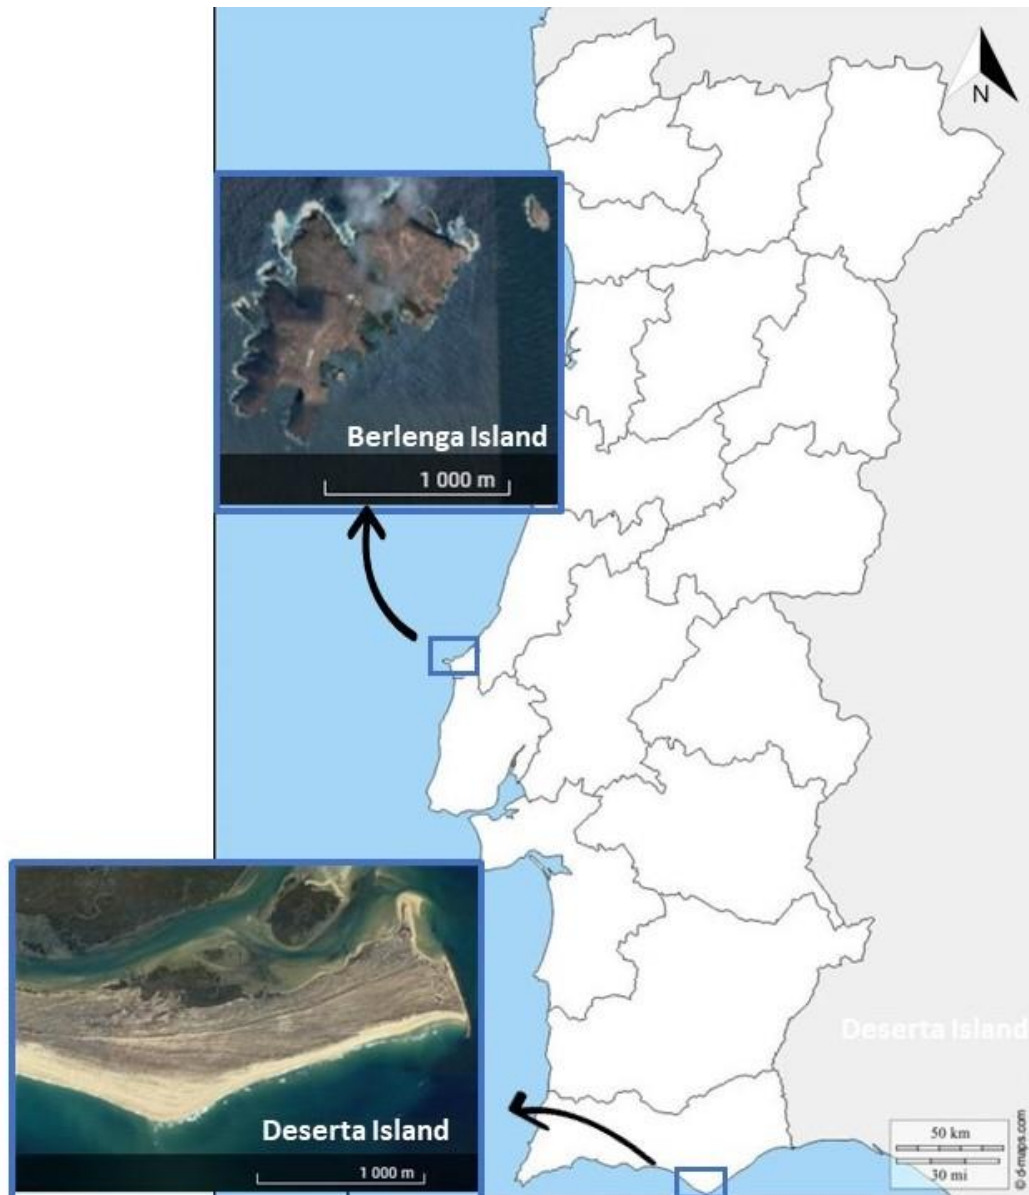 N
Berlenga Island
1 000 m
Deserta Island
Deserta Island
1 000 m
50 km
30 mi
© d-maps.com